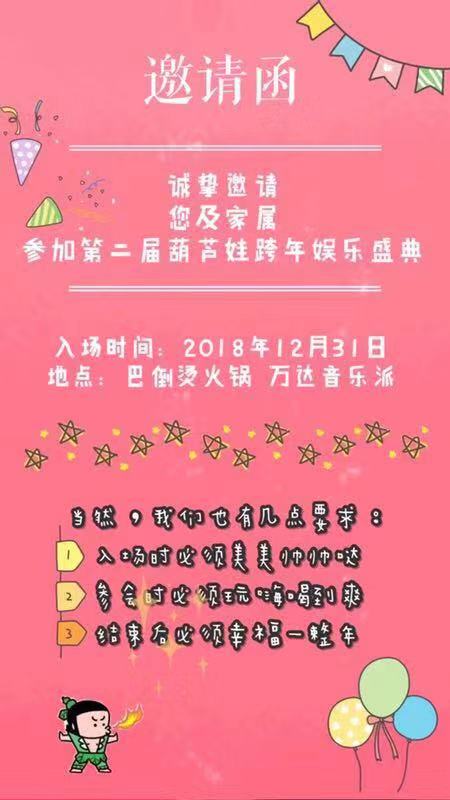 邀请函
诚挚邀请
您及家属
参加第二届葫芦娃跨年娱乐盛典
入场时间：2018年12月31日
地点：巴倒烫火锅 万达音乐派
当然，我们也有几点要求：
1 入场时必须美美帅帅哒
2 参会时必须玩嗨喝到爽
3 结束后必须幸福一整年